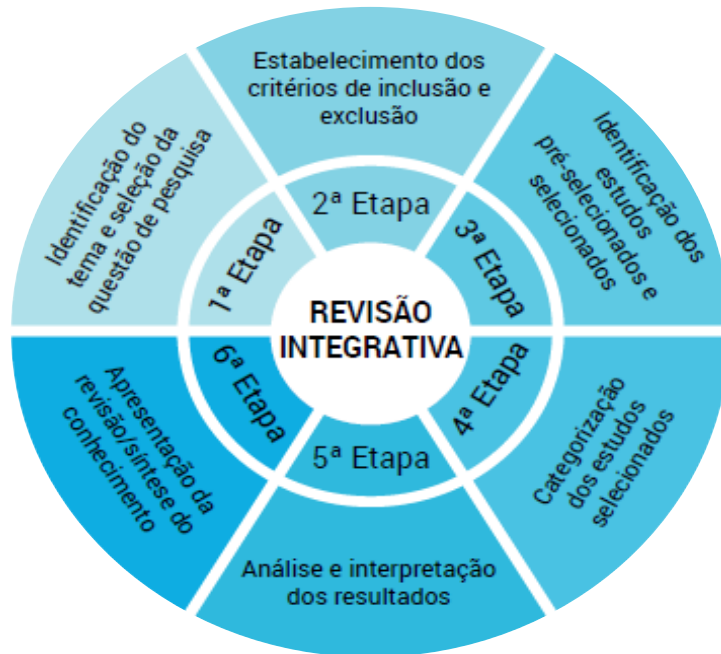 REVISÃO
INTEGRATIVA
1ª Etapa
Identificação do
tema e seleção da
questão de pesquisa
2ª Etapa
Estabelecimento dos
critérios de inclusão e
exclusão
3ª Etapa
Identificação dos
estudos
pré-selecionados e
selecionados
4ª Etapa
Categorização
dos estudos
selecionados
5ª Etapa
Análise e interpretação
dos resultados
6ª Etapa
Apresentação da
revisão/síntese do
conhecimento